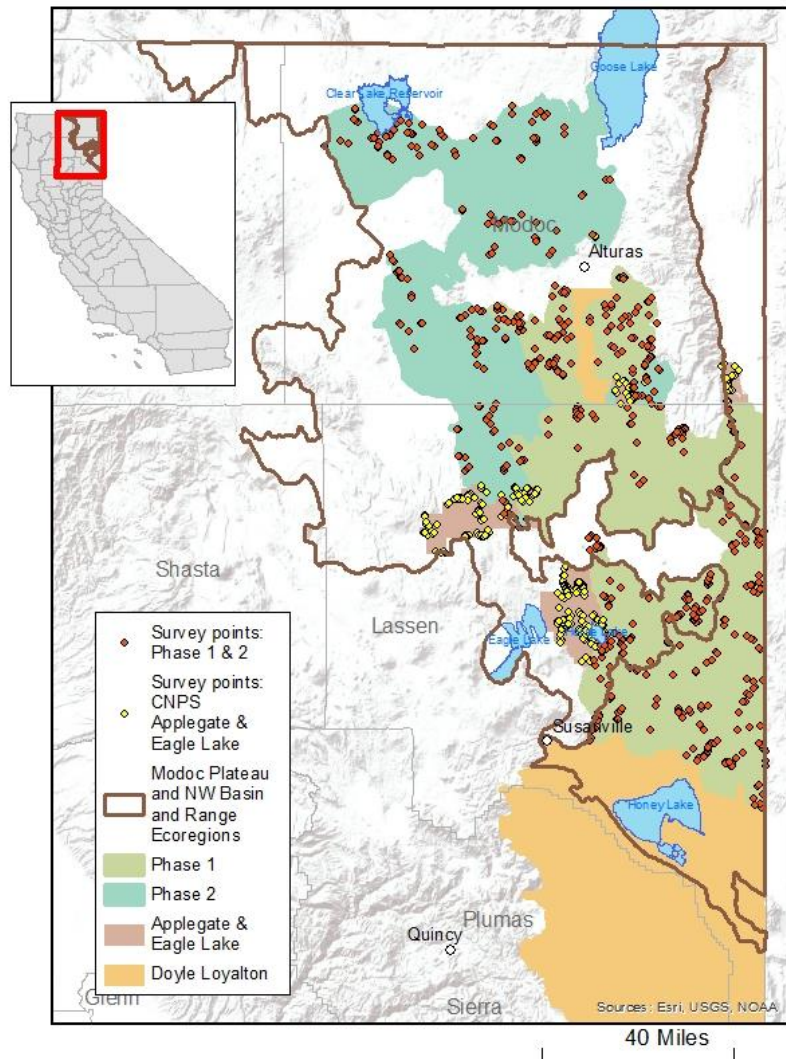 Goose Lake
Clear Lake Reservoir
Modoc
Alturas
Shasta
Lassen
Eagle Lake
Susanville
Honey Lake
Quincy
Plumas
Glenn
Sierra
Survey points:
Phase 1 & 2
Survey points:
CNPS
Applegate &
Eagle Lake
Modoc Plateau
and NW Basin
and Range
Ecoregions
Phase 1
Phase 2
Applegate &
Eagle Lake
Doyle Loyalton
Sources: Esri, USGS, NOAA
40 Miles